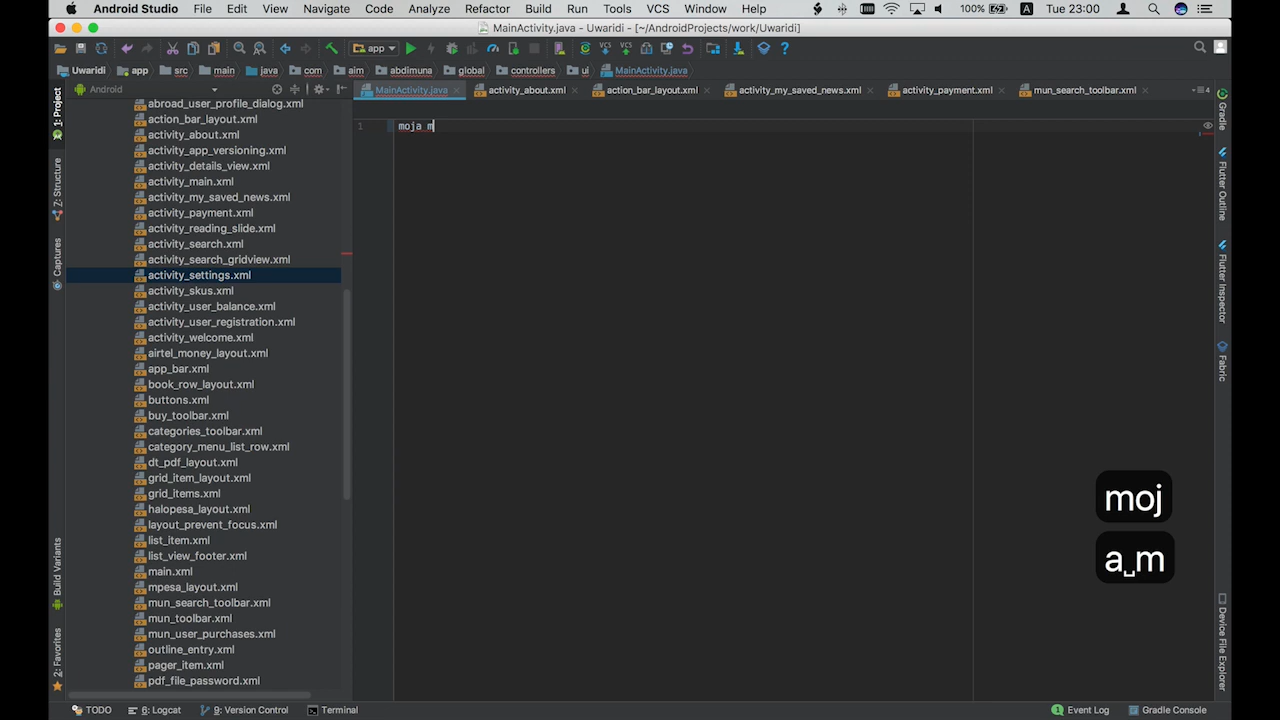 Android Studio File Edit View Navigate Code Analyze Refactor Build Run Tools VCS Window Help 100% A Tue 23:00
MainActivity.java - Uwaridi - [~/AndroidProjects/work/Uwaridi]
app
Uwaridi app src main java com aim abdimuna global controllers ui MainActivity.java
Android
MainActivity.java activity_about.xml action_bar_layout.xml activity_my_saved_news.xml activity_payment.xml mun_search_toolbar.xml
1: Project
Z: Structure
Captures
Build Variants
2: Favorites
abroad_user_profile_dialog.xml
action_bar_layout.xml
activity_about.xml
activity_app_versioning.xml
activity_details_view.xml
activity_main.xml
activity_my_saved_news.xml
activity_payment.xml
activity_reading_slide.xml
activity_search.xml
activity_search_gridview.xml
activity_settings.xml
activity_skus.xml
activity_user_balance.xml
activity_user_registration.xml
activity_welcome.xml
airtel_money_layout.xml
app_bar.xml
book_row_layout.xml
buttons.xml
buy_toolbar.xml
categories_toolbar.xml
category_menu_list_row.xml
dt_pdf_layout.xml
grid_item_layout.xml
grid_items.xml
halopesa_layout.xml
layout_prevent_focus.xml
list_item.xml
list_view_footer.xml
main.xml
mpesa_layout.xml
mun_search_toolbar.xml
mun_toolbar.xml
mun_user_purchases.xml
outline_entry.xml
pager_item.xml
pdf_file_password.xml
1 moja m
moj
a␣m
Gradle
Flutter Outline
Flutter Inspector
Fabric
Device File Explorer
TODO 6: Logcat 9: Version Control Terminal 1 Event Log Gradle Console